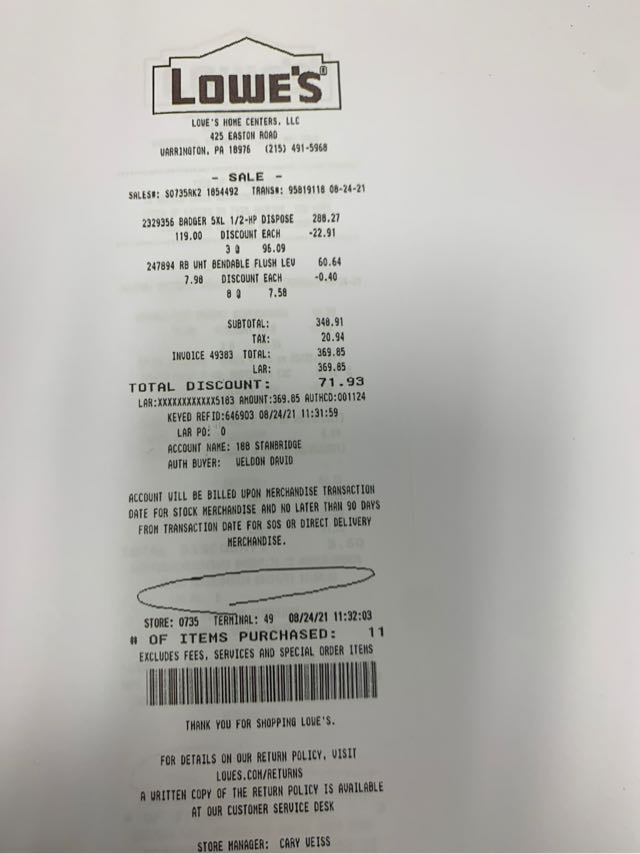 LOWE'S®
LOWE'S HOME CENTERS, LLC
425 EASTON ROAD
WARRINGTON, PA 18976 (215) 491-5968
- SALE -
SALES#: S0735RK2 1854492 TRANS#: 95819118 08-24-21
2329356 BADGER 5XL 1/2-HP DISPOSE 288.27
119.00 DISCOUNT EACH -22.91
3 @ 96.09
247894 RB WHT BENDABLE FLUSH LEV 60.64
7.98 DISCOUNT EACH -0.40
8 @ 7.58
SUBTOTAL: 348.91
TAX: 20.94
INVOICE 49383 TOTAL: 369.85
LAR: 369.85
TOTAL DISCOUNT: 71.93
LAR:XXXXXXXXXXXX5183 AMOUNT:369.85 AUTHCD:001124
KEYED REFID:646903 08/24/21 11:31:59
LAR PO: 0
ACCOUNT NAME: 188 STANBRIDGE
AUTH BUYER: WELDON DAVID
ACCOUNT WILL BE BILLED UPON MERCHANDISE TRANSACTION
DATE FOR STOCK MERCHANDISE AND NO LATER THAN 90 DAYS
FROM TRANSACTION DATE FOR SOS OR DIRECT DELIVERY
MERCHANDISE.
STORE: 0735 TERMINAL: 49 08/24/21 11:32:03
# OF ITEMS PURCHASED: 11
EXCLUDES FEES, SERVICES AND SPECIAL ORDER ITEMS
THANK YOU FOR SHOPPING LOWE'S.
FOR DETAILS ON OUR RETURN POLICY, VISIT
LOWES.COM/RETURNS
A WRITTEN COPY OF THE RETURN POLICY IS AVAILABLE
AT OUR CUSTOMER SERVICE DESK
STORE MANAGER: CARY WEISS